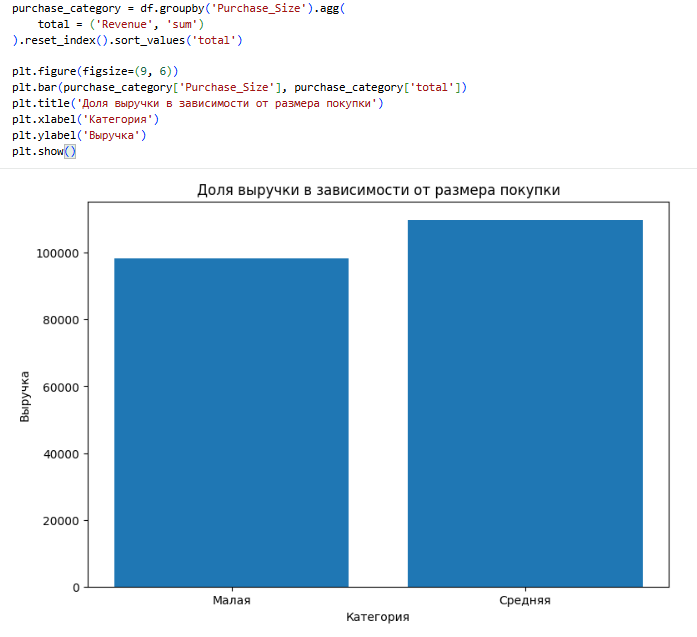 purchase_category = df.groupby('Purchase_Size').agg(
    total = ('Revenue', 'sum')
).reset_index().sort_values('total')

plt.figure(figsize=(9, 6))
plt.bar(purchase_category['Purchase_Size'], purchase_category['total'])
plt.title('Доля выручки в зависимости от размера покупки')
plt.xlabel('Категория')
plt.ylabel('Выручка')
plt.show()
Доля выручки в зависимости от размера покупки
Выручка
100000
80000
60000
40000
20000
0
Малая
Средняя
Категория